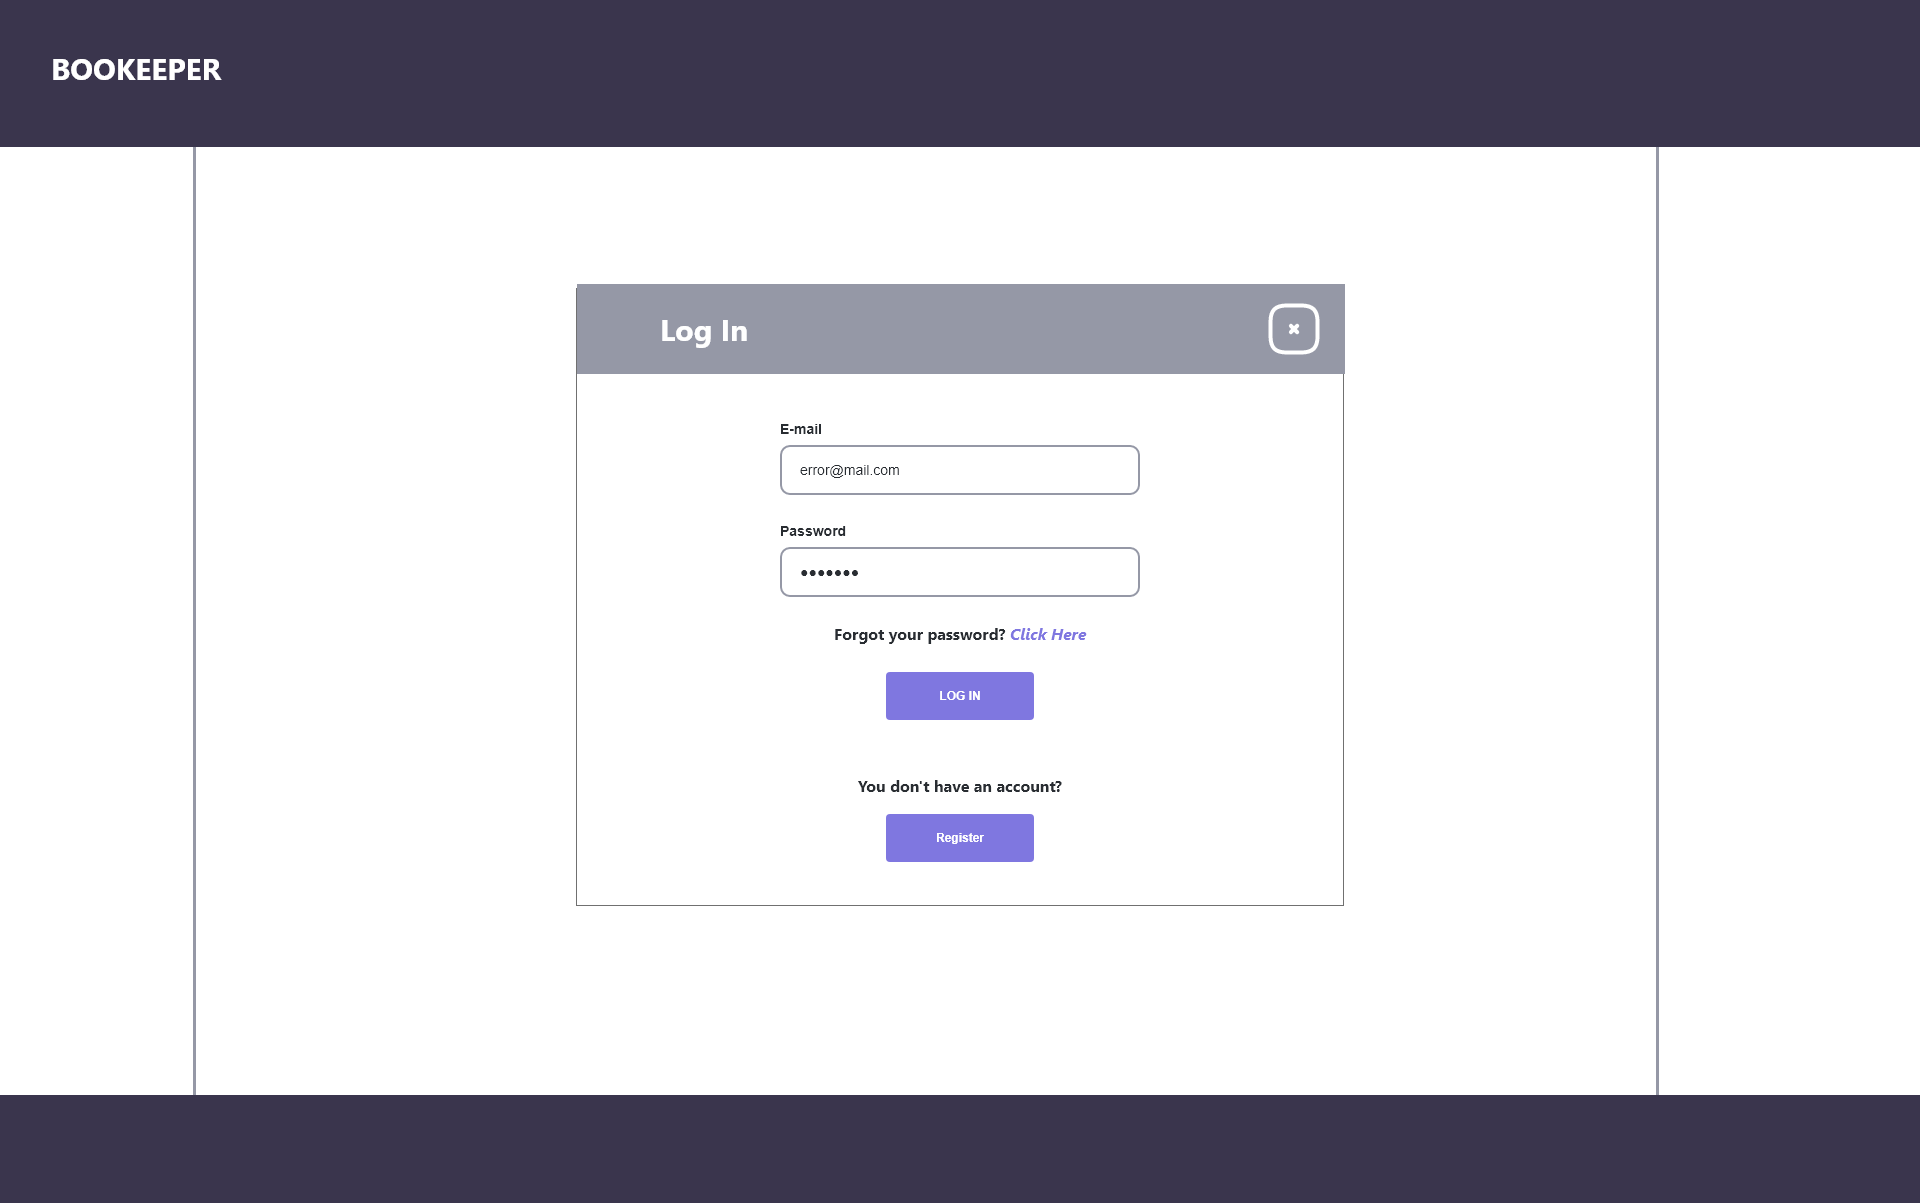 BOOKEEPER
Log In
E-mail
error@mail.com
Password
•••••••
Forgot your password? Click Here
LOG IN
You don't have an account?
Register